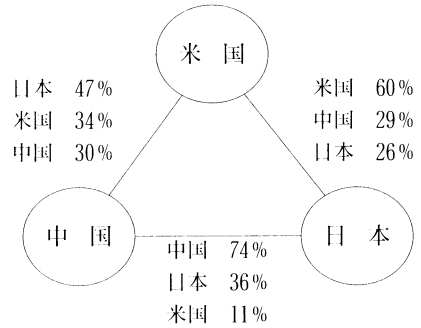 米国
日本 47%
米国 34%
中国 30%
米国 60%
中国 29%
日本 26%
中国
日本
中国 74%
日本 36%
米国 11%